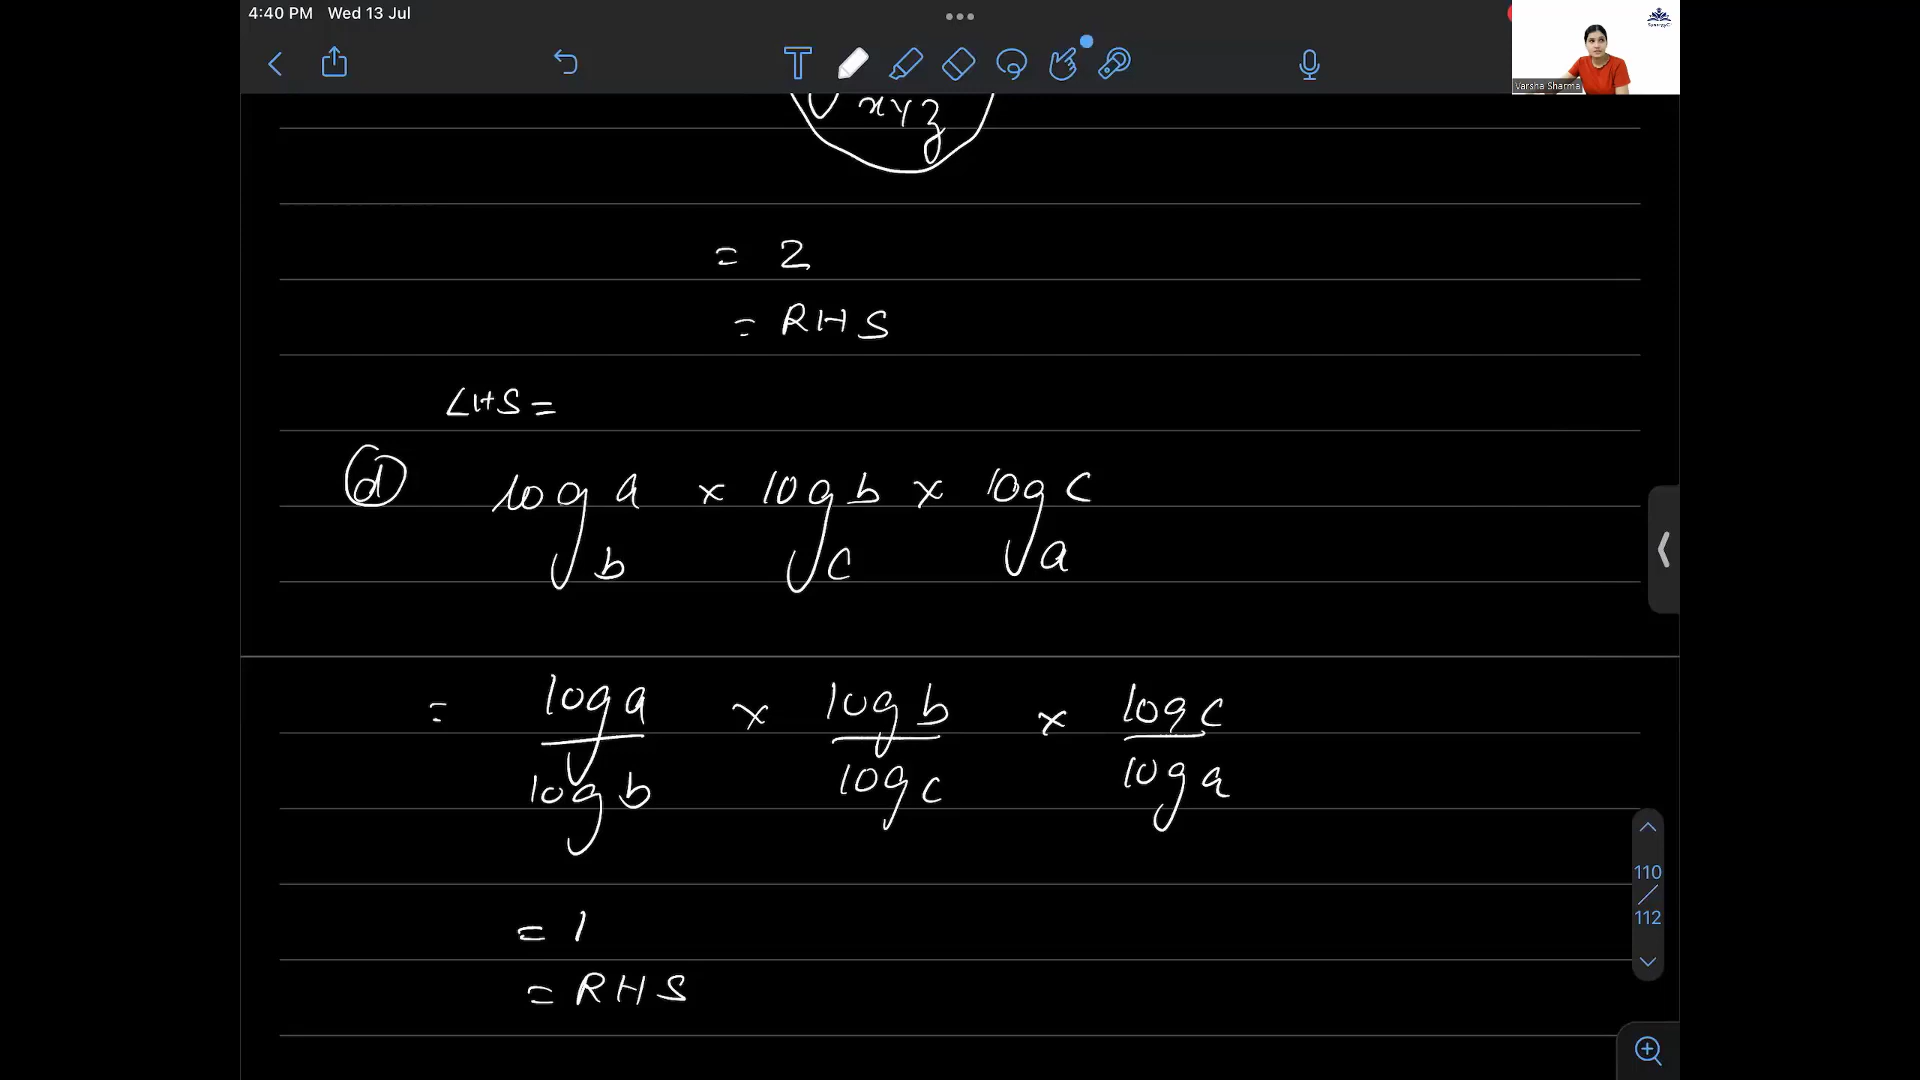 4:40 PM Wed 13 Jul
SynergyCI
Varsha Sharma
xyz
= 2
= RHS
LHS =
(d) log_b a × log_c b × log_a c
= log a / log b × log b / log c × log c / log a
= 1
= RHS
110
/
112